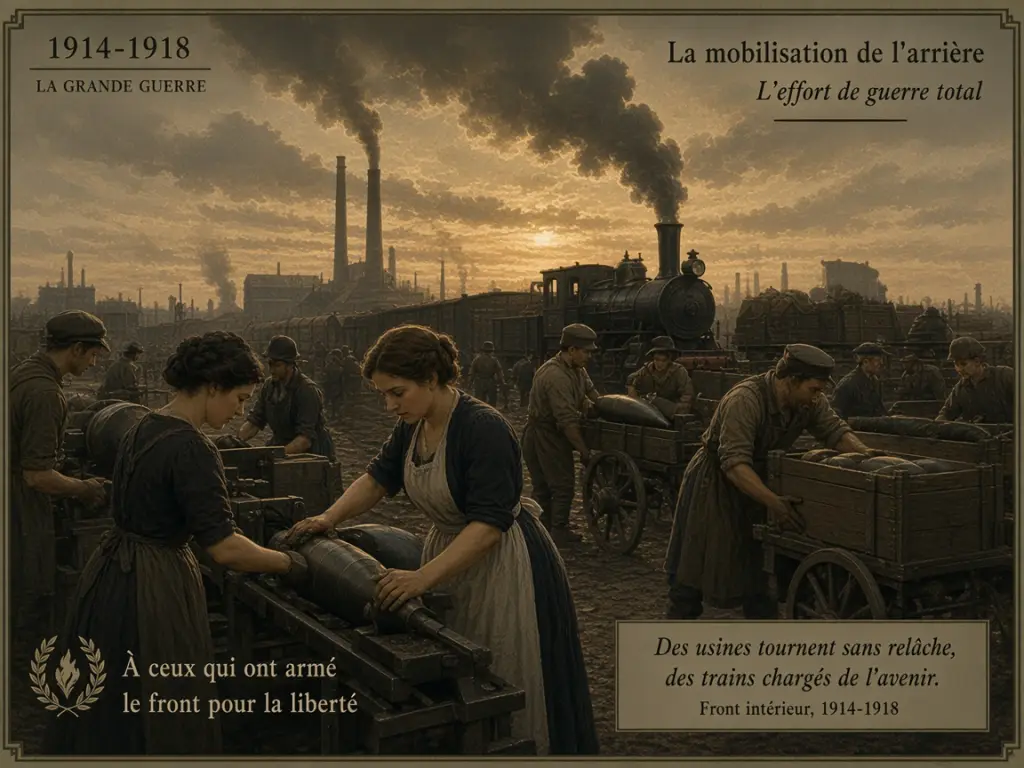 1914-1918
LA GRANDE GUERRE
La mobilisation de l'arrière
L'effort de guerre total
À ceux qui ont armé
le front pour la liberté
Des usines tournent sans relâche,
des trains chargés de l'avenir.
Front intérieur, 1914-1918